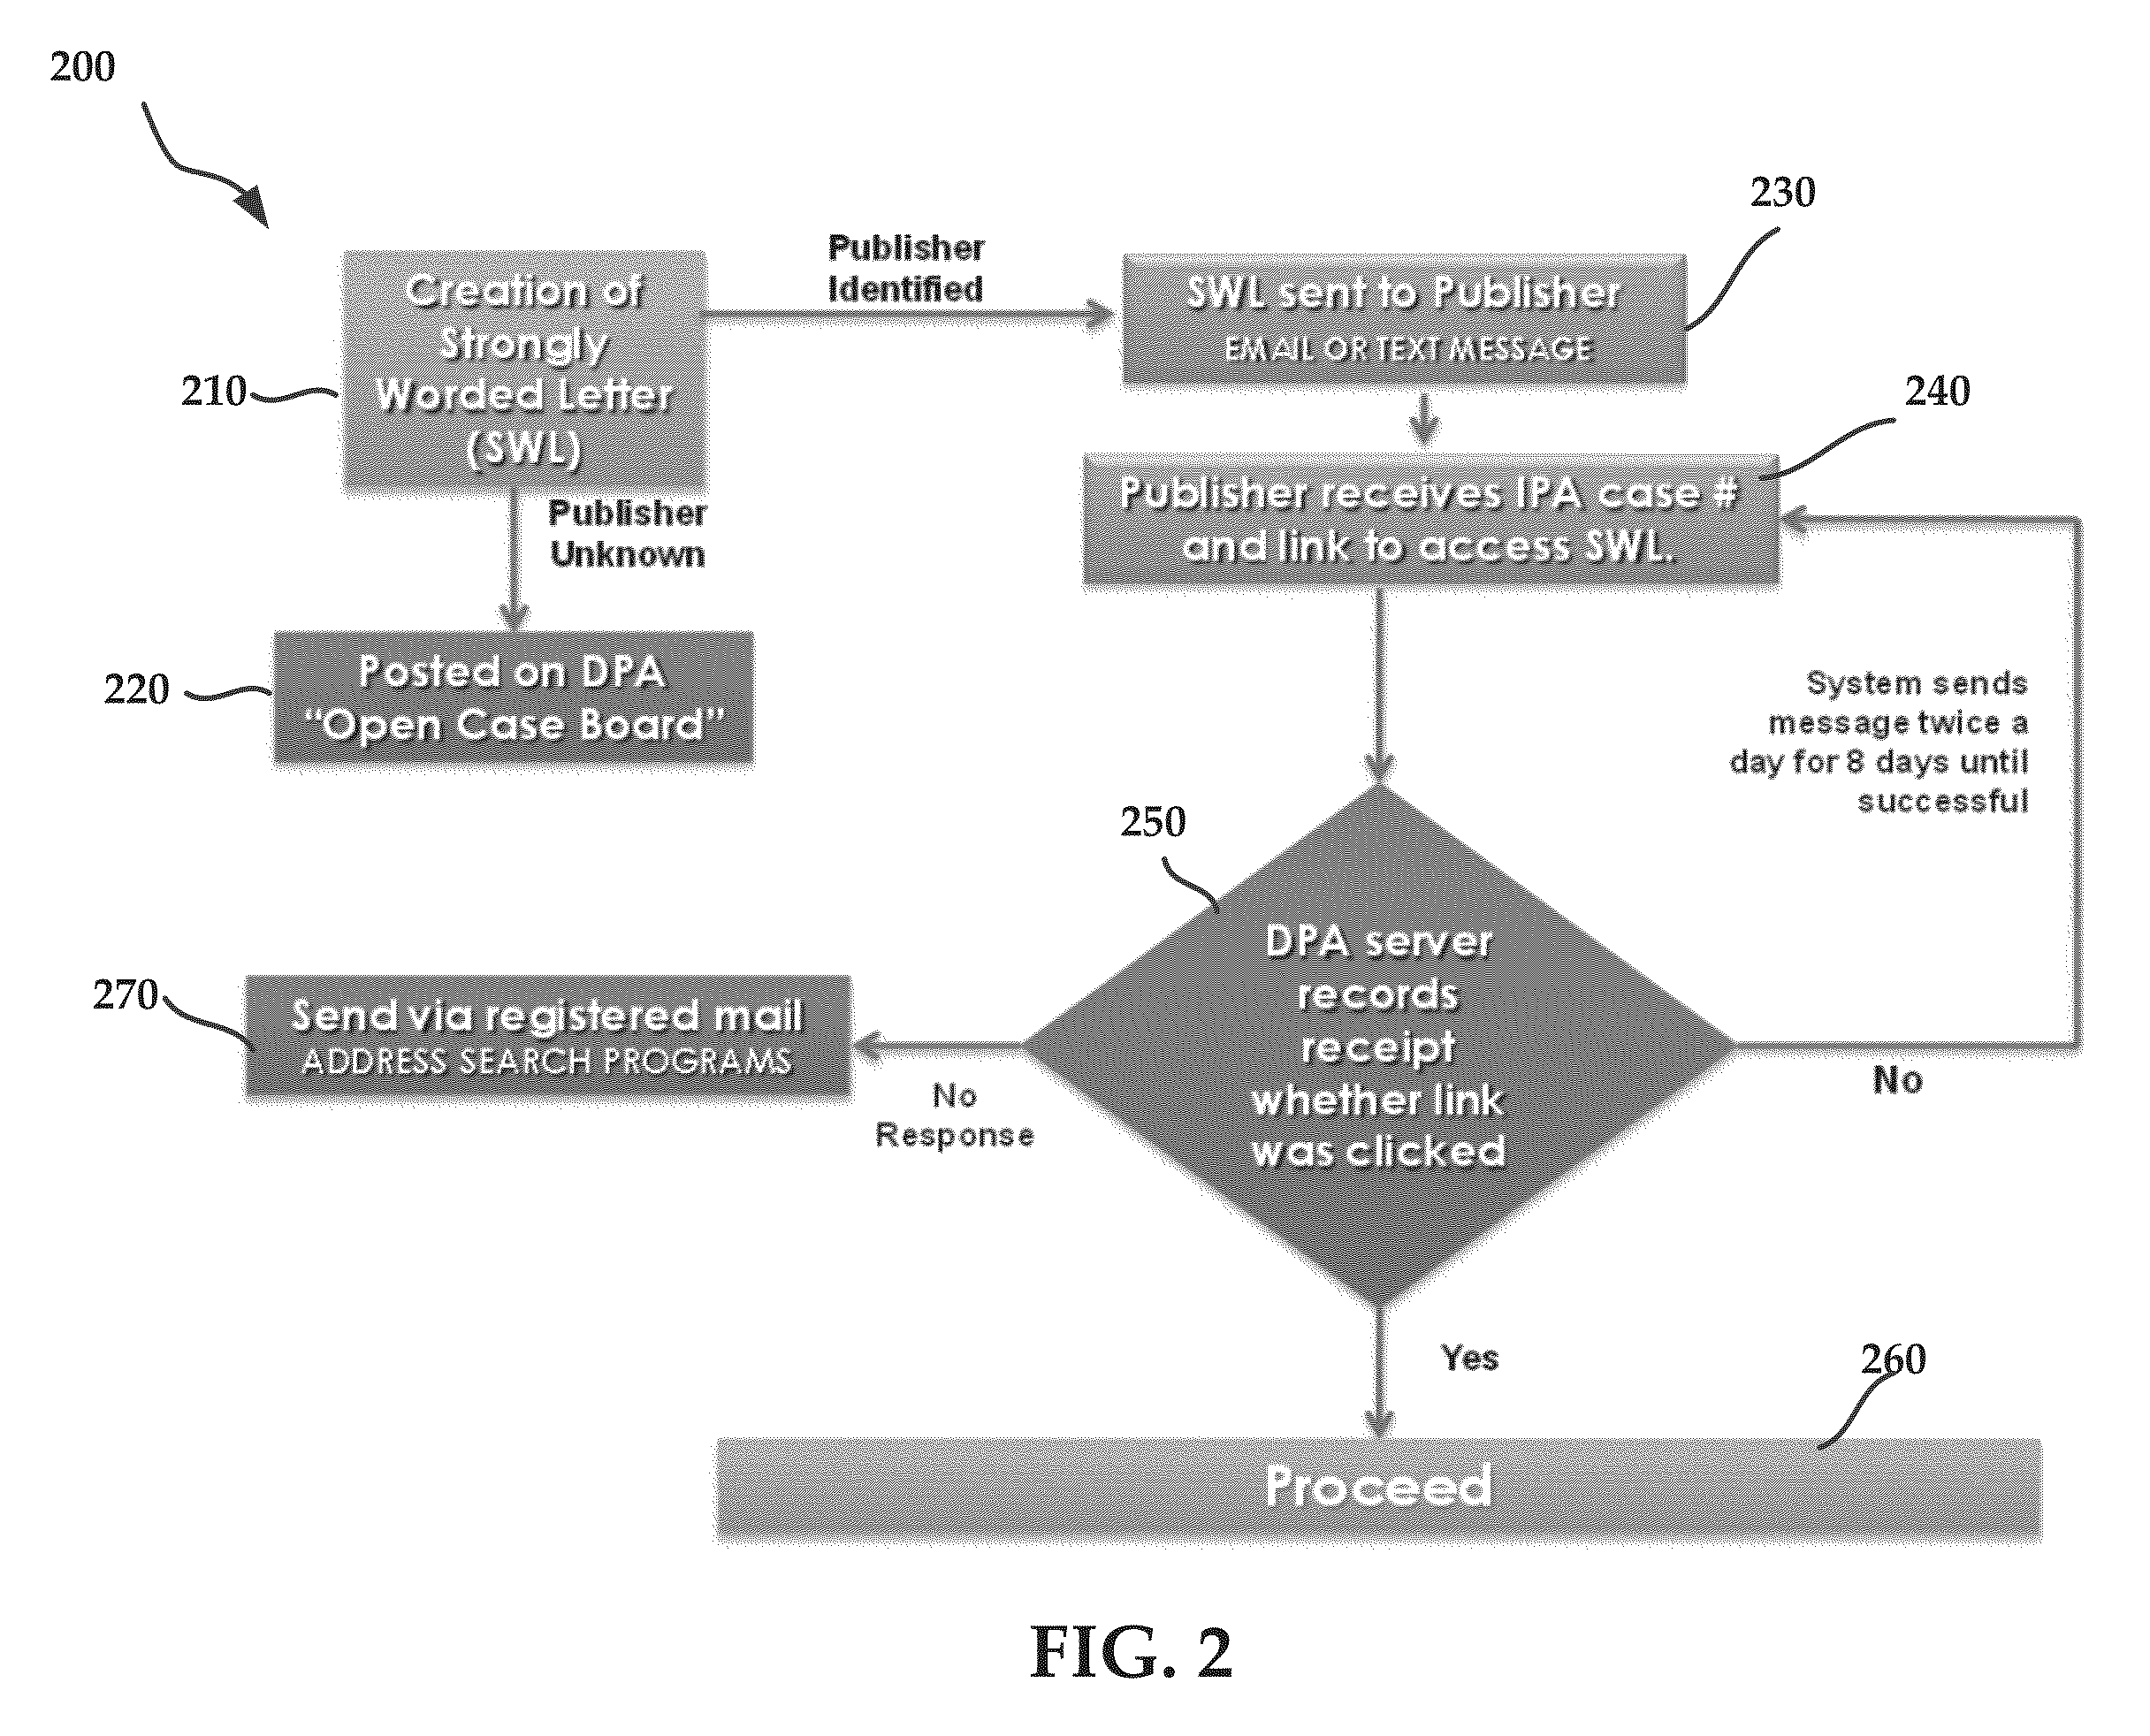 200
230
Publisher
Identified
Creation of
Strongly
Worded Letter
(SWL)
SWL sent to Publisher
EMAIL OR TEXT MESSAGE
210
240
Publisher receives IPA case #
and link to access SWL.
Publisher
Unknown
220
Posted on DPA
“Open Case Board”
System sends
message twice a
day for 8 days until
successful
250
DPA server
records
receipt
whether link
was clicked
270
Send via registered mail
ADDRESS SEARCH PROGRAMS
No
Response
No
Yes
260
Proceed
FIG. 2